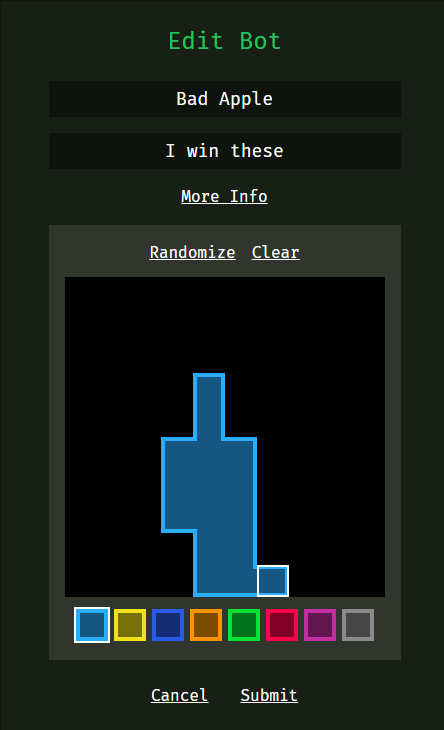 Edit Bot
Bad Apple
I win these
More Info
Randomize Clear
Cancel Submit